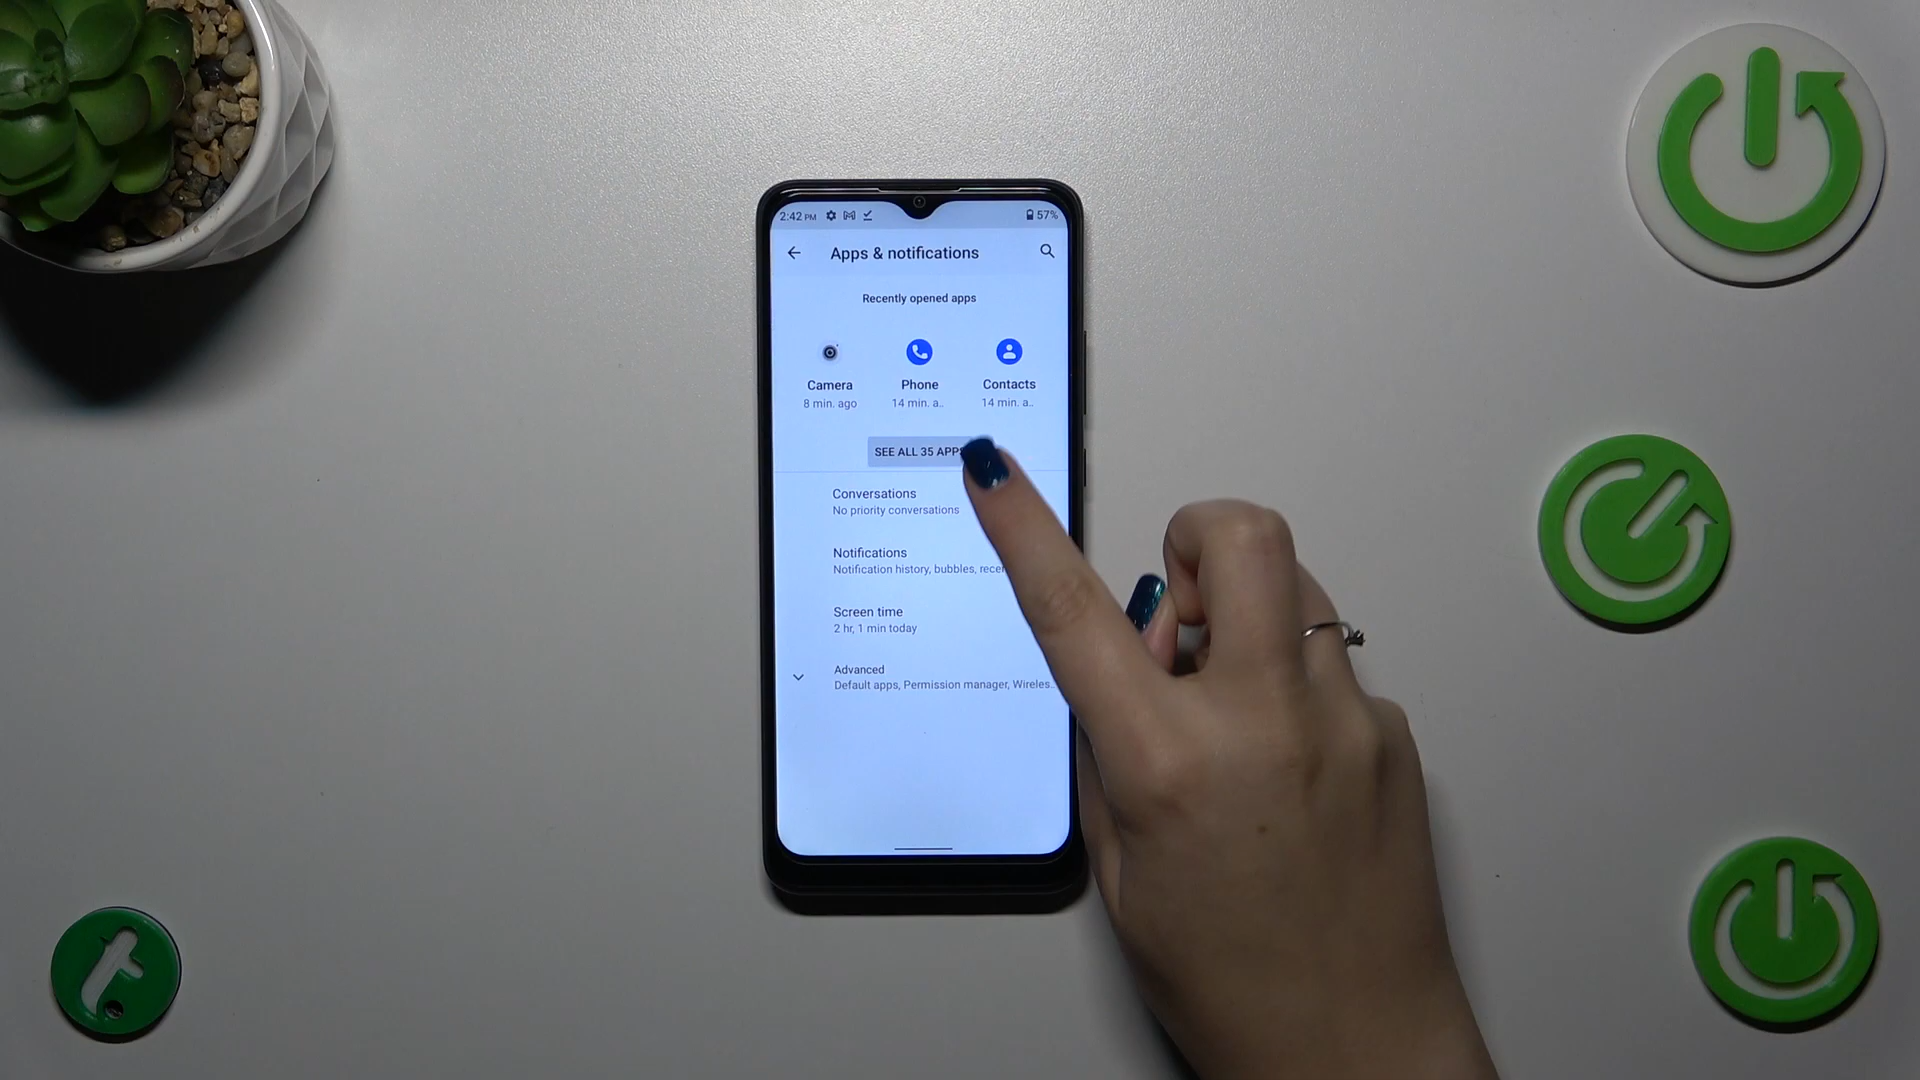 2:42 PM 57%
Apps & notifications
Recently opened apps
Camera Phone Contacts
8 min. ago 14 min. a.. 14 min. a..
SEE ALL 35 APPS
Conversations
No priority conversations
Notifications
Notification history, bubbles,
Screen time
2 hr, 1 min today
Advanced
Default apps, Permission manager, Wireles..